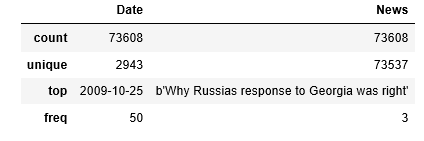 Date News
count 73608 73608
unique 2943 73537
top 2009-10-25 b'Why Russias response to Georgia was right'
freq 50 3